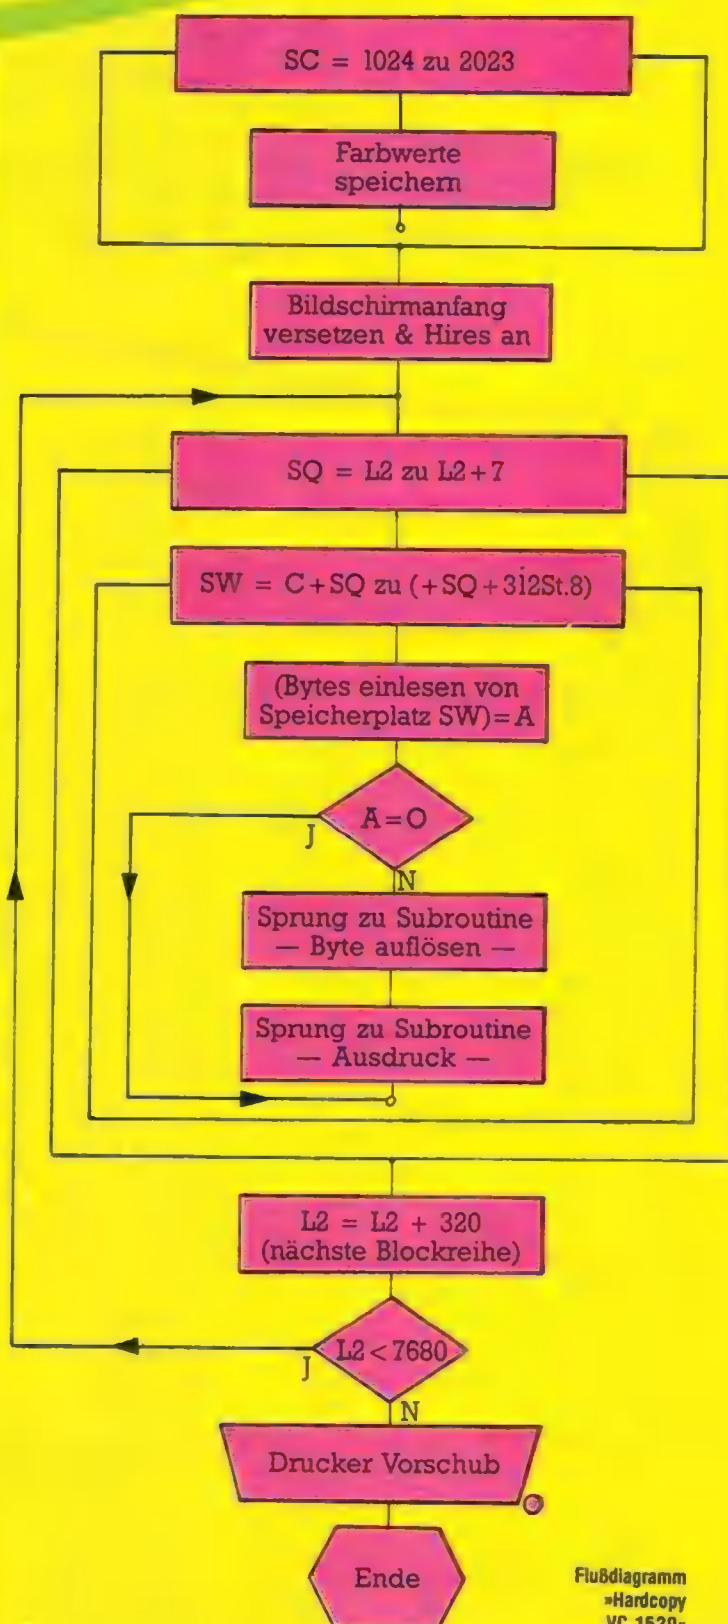 SC = 1024 zu 2023
Farbwerte
speichern
Bildschirmanfang
versetzen & Hires an
SQ = L2 zu L2+7
SW = C+SQ zu (+SQ+312St.8)
(Bytes einlesen von
Speicherplatz SW)=A
A=O
J
N
Sprung zu Subroutine
— Byte auflösen —
Sprung zu Subroutine
— Ausdruck —
L2 = L2 + 320
(nächste Blockreihe)
L2<7680
J
N
Drucker Vorschub
Ende
Flußdiagramm
»Hardcopy
VC 1520«